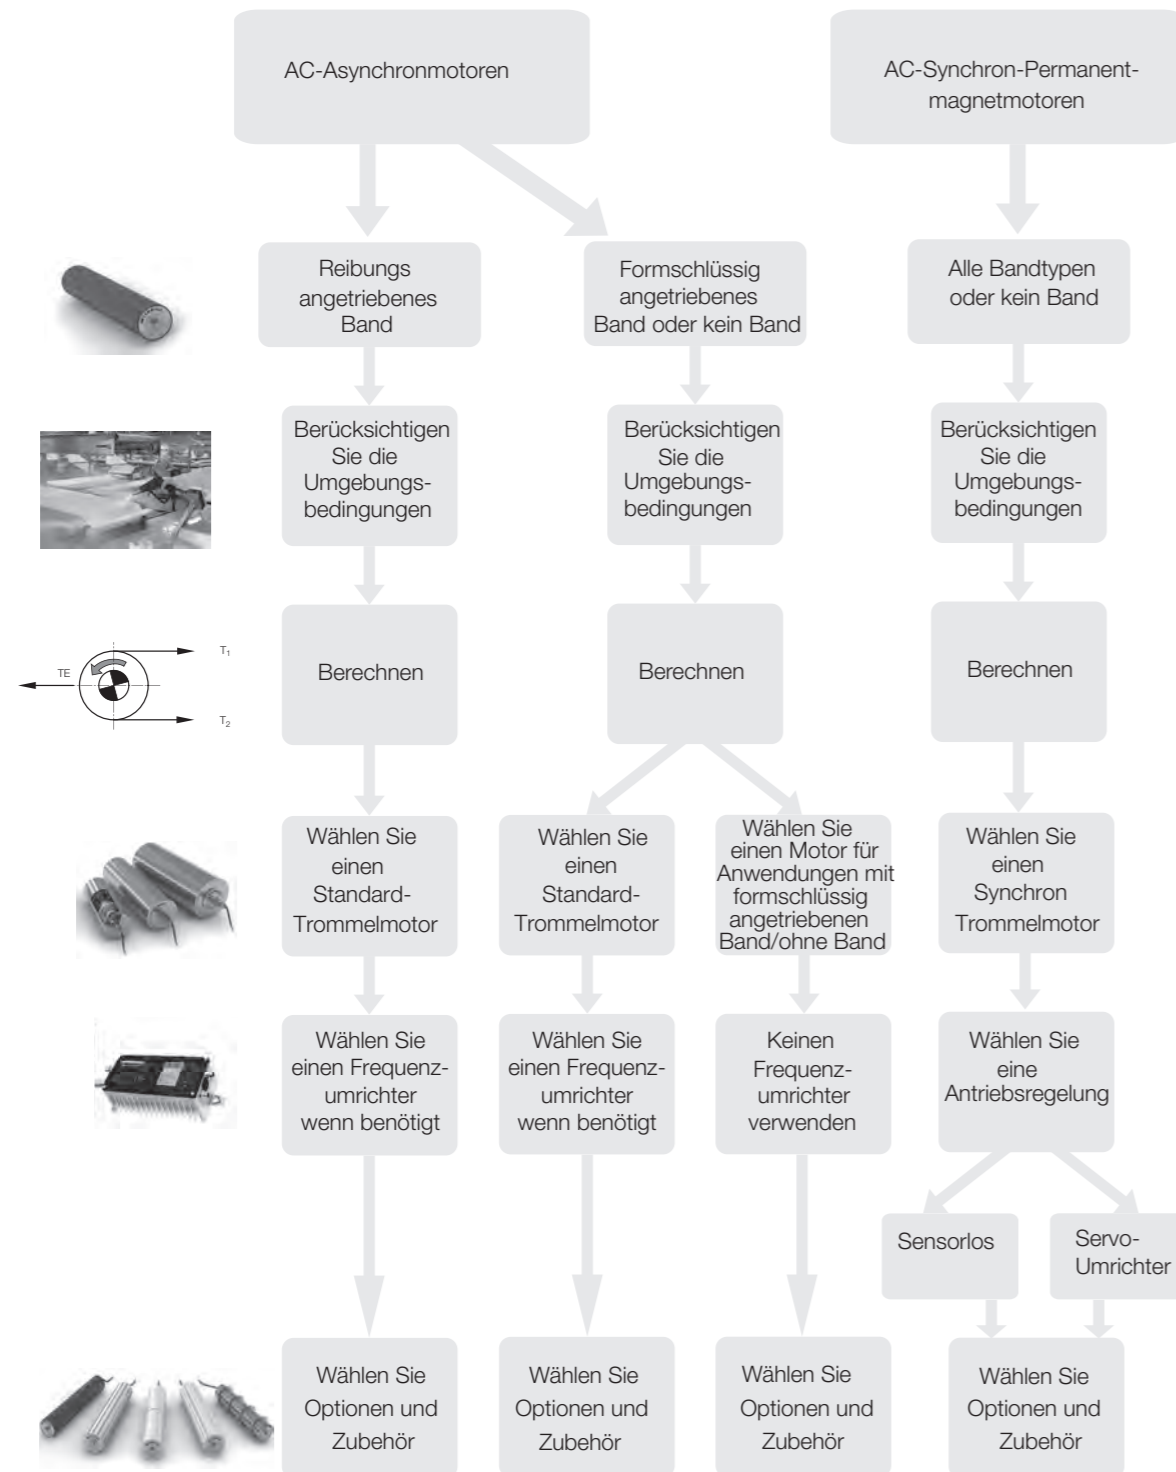 AC-Asynchronmotoren
AC-Synchron-Permanent-
magnetmotoren
Reibungs
angetriebenes
Band
Formschlüssig
angetriebenes
Band oder kein Band
Alle Bandtypen
oder kein Band
Berücksichtigen
Sie die
Umgebungs-
bedingungen
Berücksichtigen
Sie die
Umgebungs-
bedingungen
Berücksichtigen
Sie die
Umgebungs-
bedingungen
TE
T1
T2
Berechnen
Berechnen
Berechnen
Wählen Sie
einen
Standard-
Trommelmotor
Wählen Sie
einen
Standard-
Trommelmotor
Wählen Sie
einen Motor für
Anwendungen mit
formschlüssig
angetriebenen
Band/ohne Band
Wählen Sie
einen
Synchron
Trommelmotor
Wählen Sie
einen Frequenz-
umrichter
wenn benötigt
Wählen Sie
einen Frequenz-
umrichter
wenn benötigt
Keinen
Frequenz-
umrichter
verwenden
Wählen Sie
eine
Antriebsregelung
Sensorlos
Servo-
Umrichter
Wählen Sie
Optionen und
Zubehör
Wählen Sie
Optionen und
Zubehör
Wählen Sie
Optionen und
Zubehör
Wählen Sie
Optionen und
Zubehör